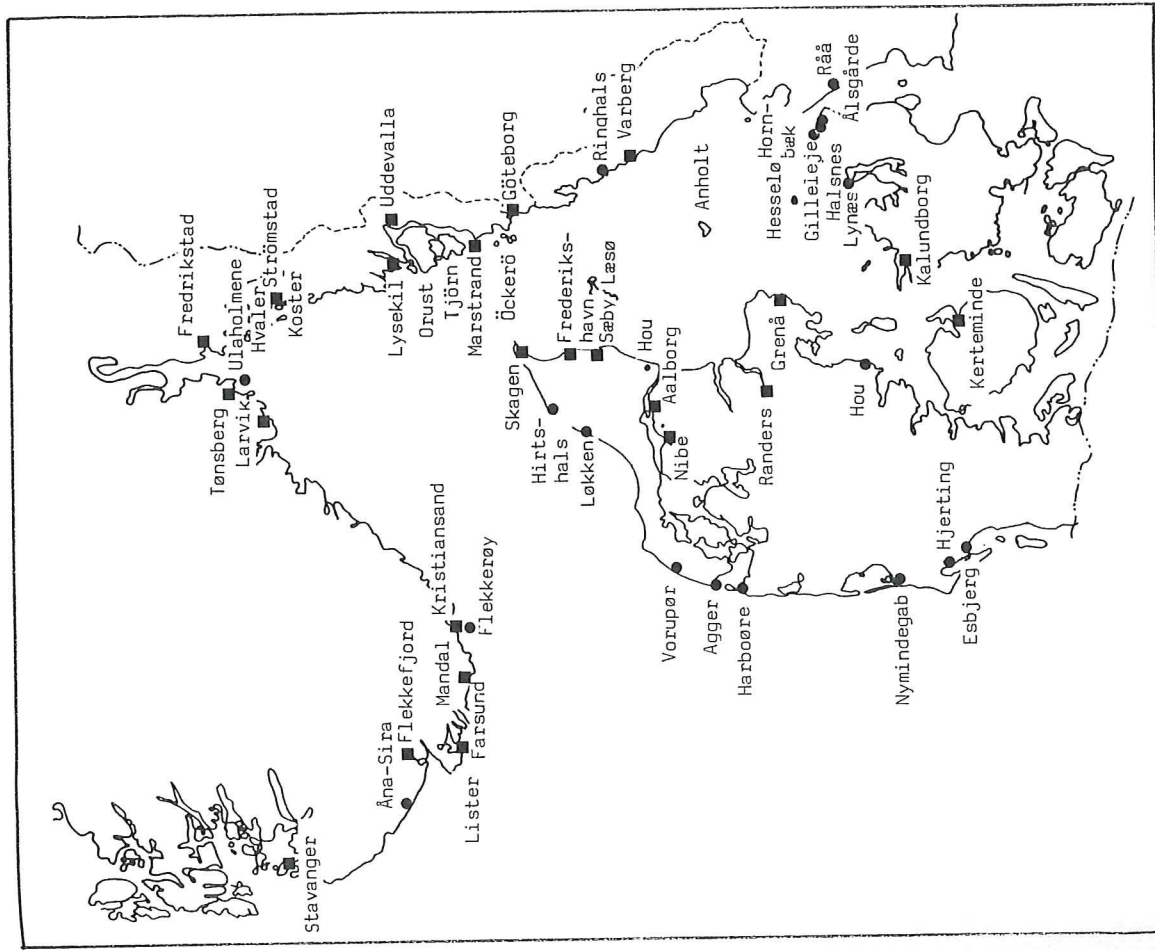 Stavanger
Åna-Sira
Flekkefjord
Lister
Farsund
Mandal
Kristiansand
Flekkerøy
Tønsberg
Larvik
Fredrikstad
Ulaholmene
Hvaler
Strömstad
Koster
Lysekil
Uddevalla
Orust
Tjörn
Marstrand
Öckerö
Göteborg
Ringhals
Varberg
Skagen
Hirts-
hals
Løkken
Frederiks-
havn
Sæby
Læsø
Hou
Aalborg
Nibe
Anholt
Vorupør
Agger
Harboøre
Randers
Grenå
Hou
Hesselø
Horn-
bæk
Gilleleje
Halsnes
Lynæs
Råå
Ålsgårde
Kalundborg
Kerteminde
Nymindegab
Hjerting
Esbjerg